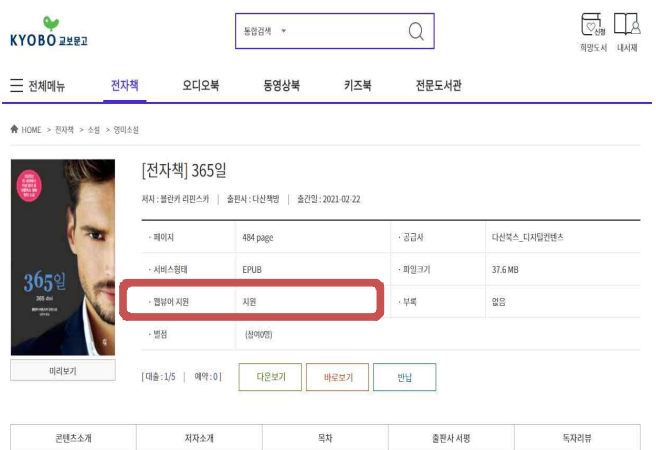 KYOBO 교보문고
통합검색
신청
희망도서 내서재
전체메뉴 전자책 오디오북 동영상북 키즈북 전문도서관
HOME > 전자책 > 소설 > 영미소설
[전자책] 365일
저자 : 블란카 리핀스카 | 출판사 : 다산책방 | 출간일 : 2021-02-22
· 페이지 484 page · 공급사 다산북스_디지털컨텐츠
· 서비스형태 EPUB · 파일크기 37.6 MB
· 웹뷰어 지원 지원 · 부록 없음
· 별점 (참여0명)
365일
365 dni
미리보기
[ 대출 : 1/5 | 예약 : 0 ] 다운보기 바로보기 반납
콘텐츠소개 저자소개 목차 출판사 서평 독자리뷰